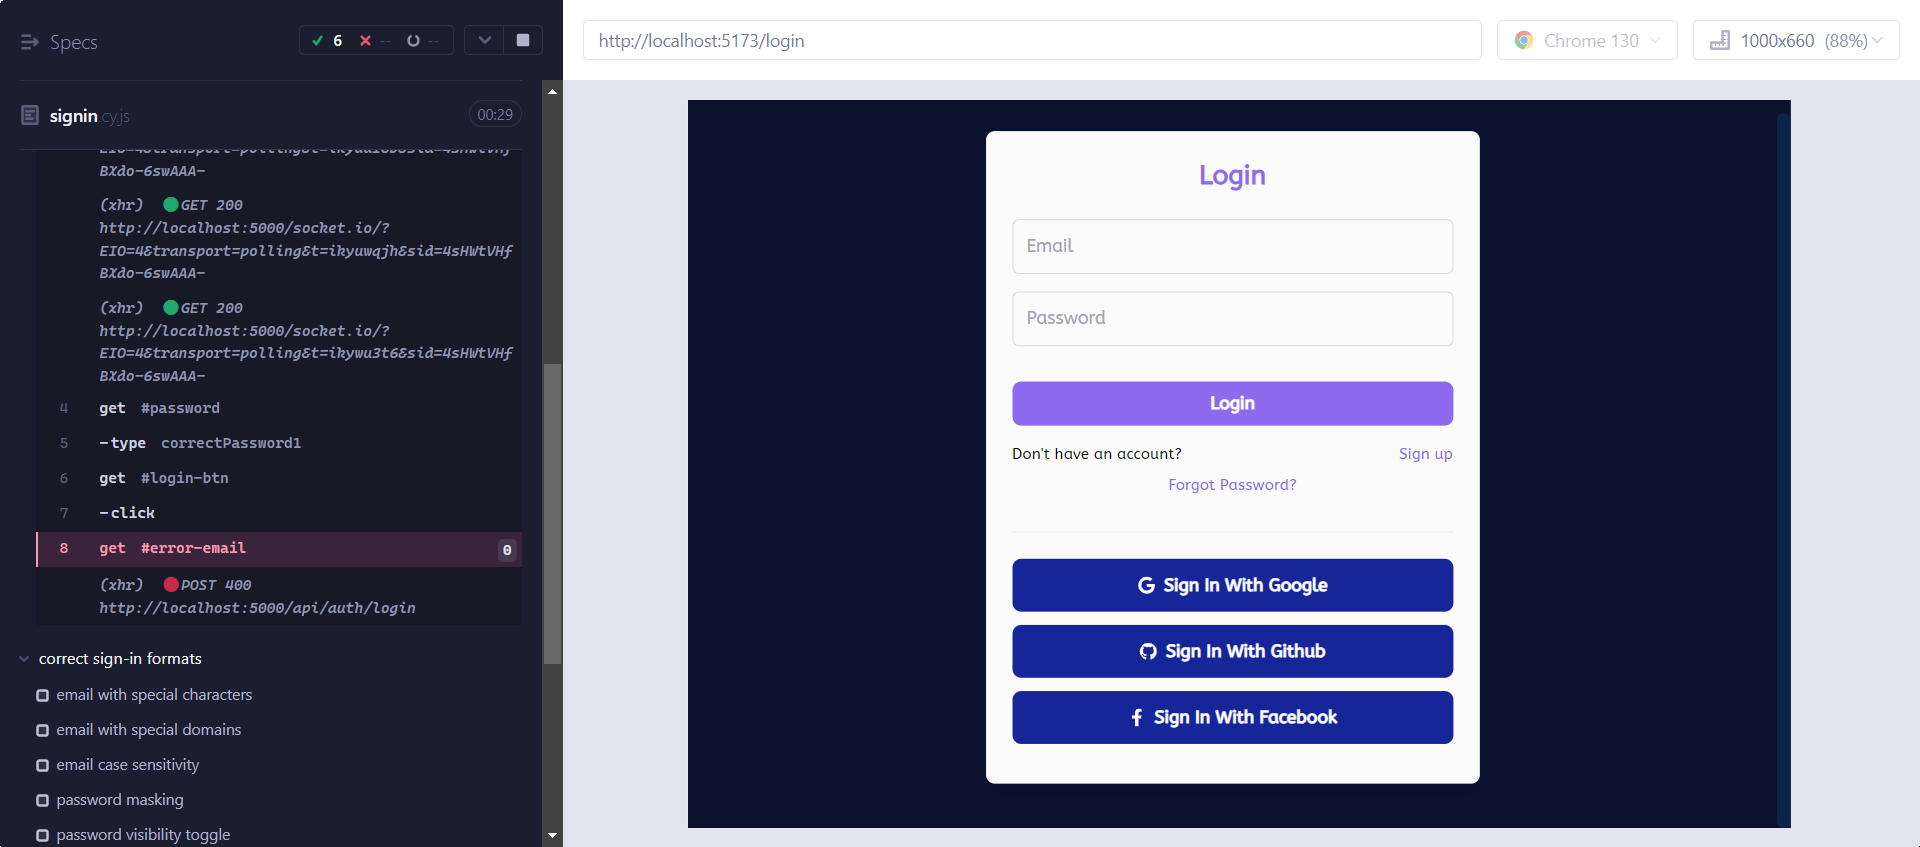 Specs
6
--
--
signin.cy.js
00:29
BXdo-6swAAA-
(xhr) GET 200
http://localhost:5000/socket.io/?
EIO=4&transport=polling&t=ikyuwqjh&sid=4sHWtVHf
BXdo-6swAAA-
(xhr) GET 200
http://localhost:5000/socket.io/?
EIO=4&transport=polling&t=ikywu3t6&sid=4sHWtVHf
BXdo-6swAAA-
4 get #password
5 -type correctPassword1
6 get #login-btn
7 -click
8 get #error-email 0
(xhr) POST 400
http://localhost:5000/api/auth/login
correct sign-in formats
email with special characters
email with special domains
email case sensitivity
password masking
password visibility toggle
http://localhost:5173/login
Chrome 130
1000x660 (88%)
Login
Email
Password
Login
Don't have an account? Sign up
Forgot Password?
Sign In With Google
Sign In With Github
Sign In With Facebook